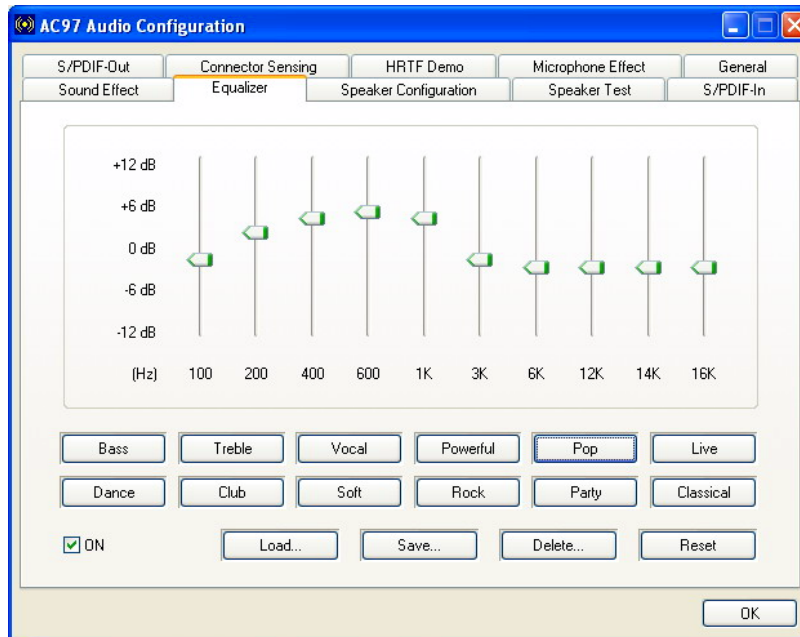 AC97 Audio Configuration
S/PDIF-Out Connector Sensing HRTF Demo Microphone Effect General
Sound Effect Equalizer Speaker Configuration Speaker Test S/PDIF-In
+12 dB
+6 dB
0 dB
-6 dB
-12 dB
(Hz) 100 200 400 600 1K 3K 6K 12K 14K 16K
Bass Treble Vocal Powerful Pop Live
Dance Club Soft Rock Party Classical
ON Load... Save... Delete... Reset
OK